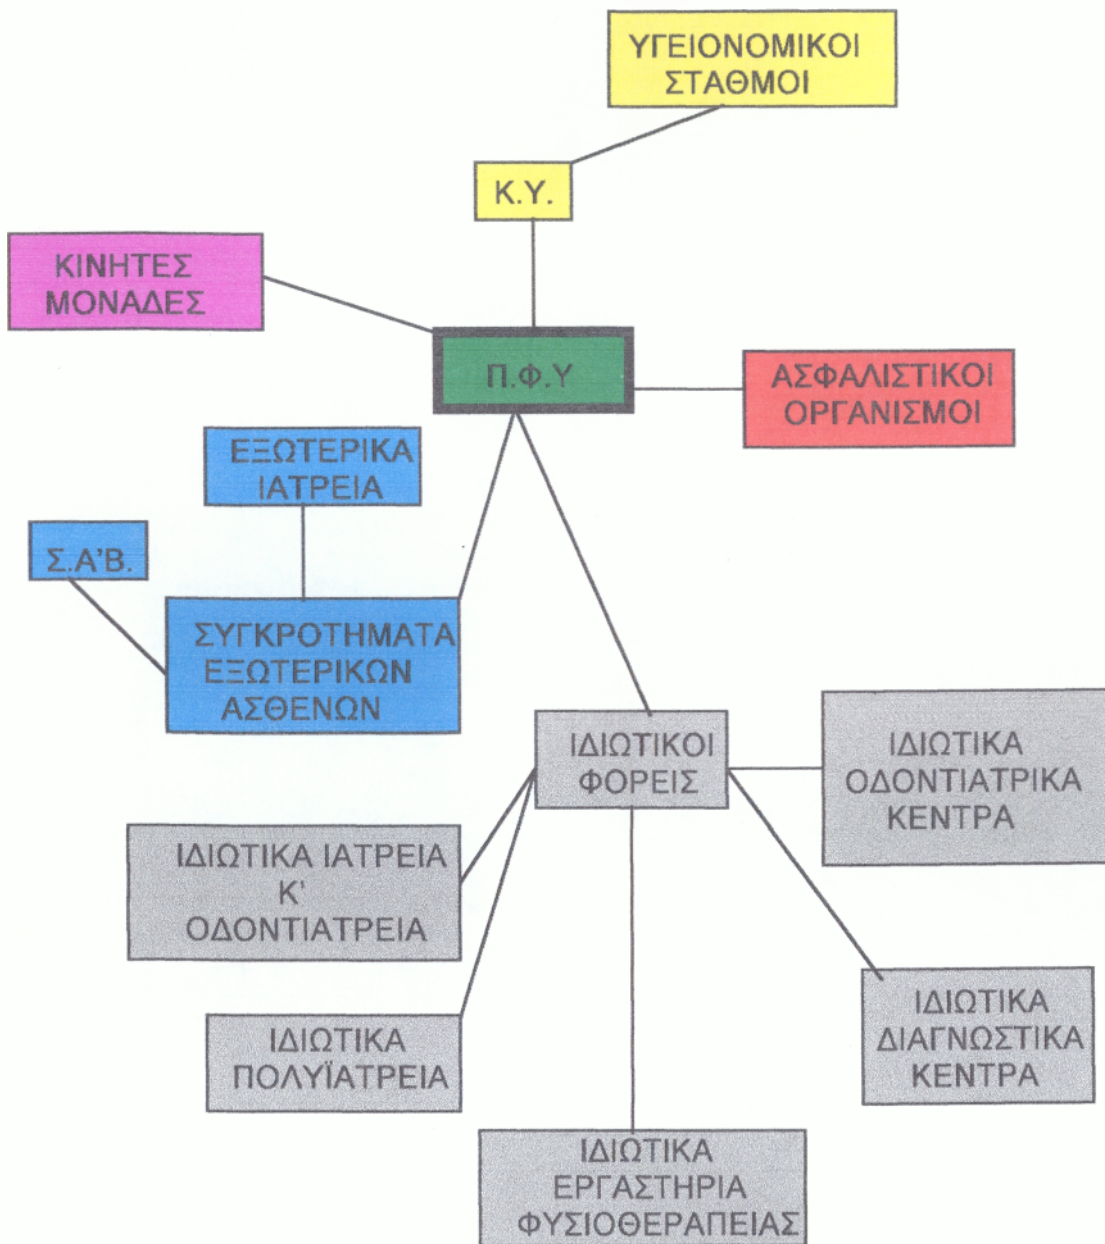 ΥΓΕΙΟΝΟΜΙΚΟΙ
ΣΤΑΘΜΟΙ
Κ.Υ.
ΚΙΝΗΤΕΣ
ΜΟΝΑΔΕΣ
Π.Φ.Υ
ΑΣΦΑΛΙΣΤΙΚΟΙ
ΟΡΓΑΝΙΣΜΟΙ
ΕΞΩΤΕΡΙΚΑ
ΙΑΤΡΕΙΑ
Σ.Α'Β.
ΣΥΓΚΡΟΤΗΜΑΤΑ
ΕΞΩΤΕΡΙΚΩΝ
ΑΣΘΕΝΩΝ
ΙΔΙΩΤΙΚΟΙ
ΦΟΡΕΙΣ
ΙΔΙΩΤΙΚΑ
ΟΔΟΝΤΙΑΤΡΙΚΑ
ΚΕΝΤΡΑ
ΙΔΙΩΤΙΚΑ ΙΑΤΡΕΙΑ
Κ'
ΟΔΟΝΤΙΑΤΡΕΙΑ
ΙΔΙΩΤΙΚΑ
ΠΟΛΥΪΑΤΡΕΙΑ
ΙΔΙΩΤΙΚΑ
ΔΙΑΓΝΩΣΤΙΚΑ
ΚΕΝΤΡΑ
ΙΔΙΩΤΙΚΑ
ΕΡΓΑΣΤΗΡΙΑ
ΦΥΣΙΟΘΕΡΑΠΕΙΑΣ